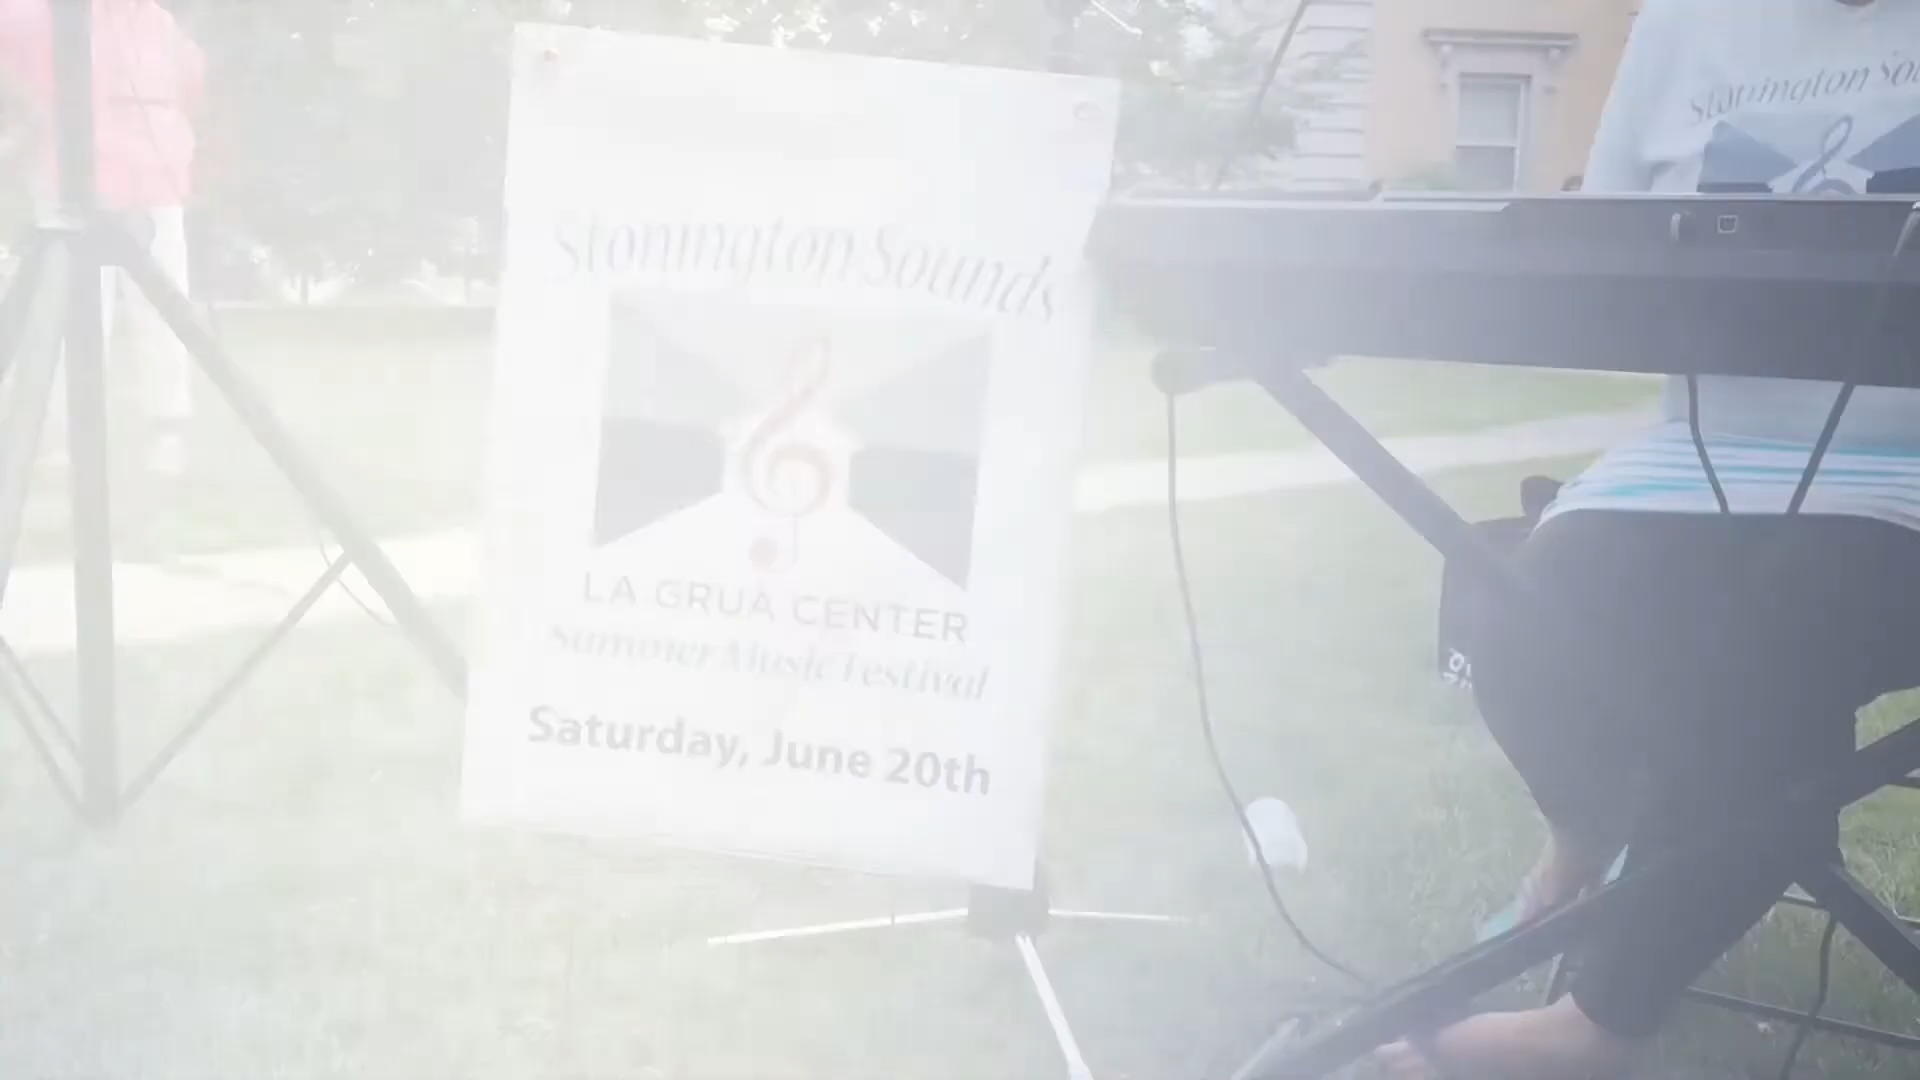 Stonington Sounds
LA GRUA CENTER
Summer Music Festival
Saturday, June 20th
Stonington Sou